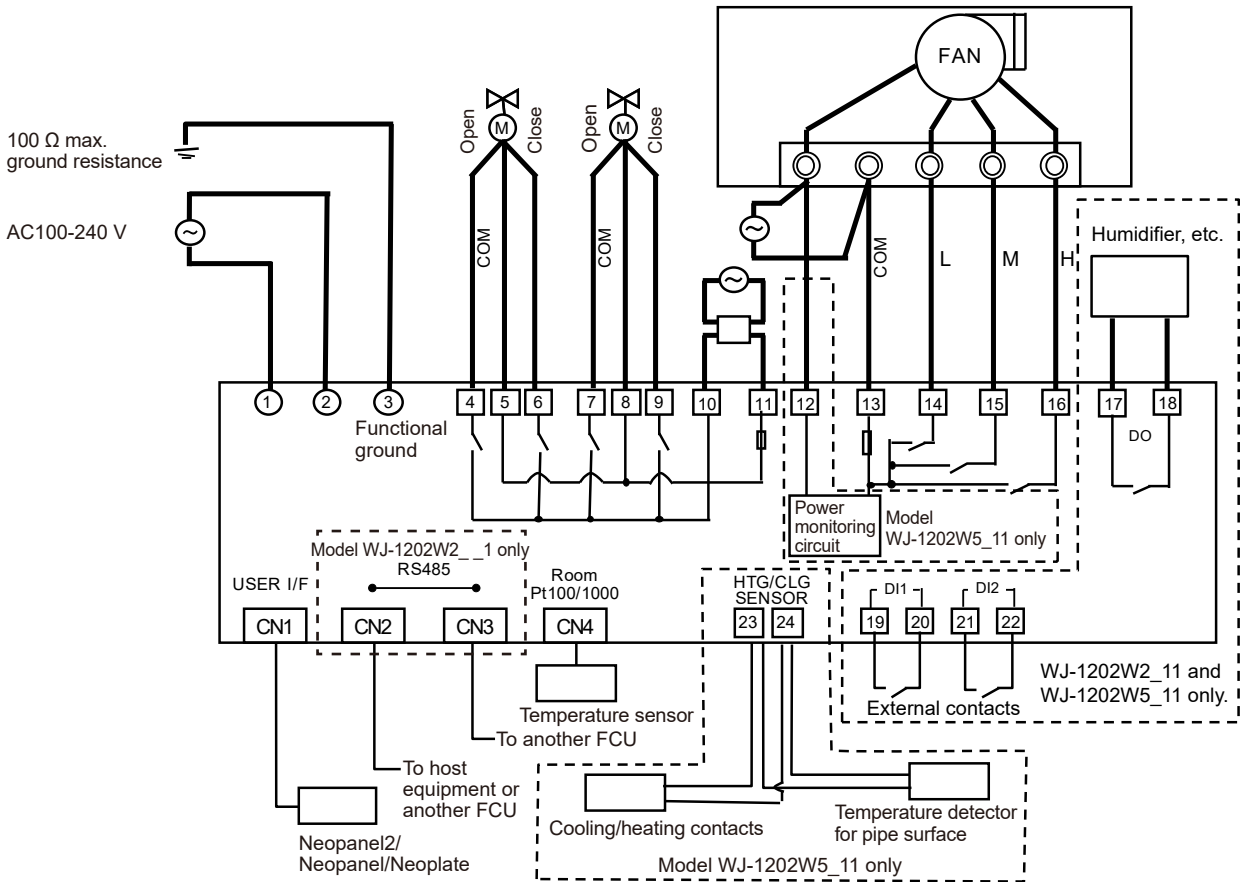 FAN
100 Ω max.
ground resistance
AC100-240 V
Open
M
Close
Open
M
Close
COM
COM
COM
L
M
H
Humidifier, etc.
1
2
3
4
5
6
7
8
9
10
11
12
13
14
15
16
17
18
Functional
ground
DO
Power
monitoring
circuit
Model
WJ-1202W5_11 only
Model WJ-1202W2_ _1 only
RS485
USER I/F
Room
Pt100/1000
HTG/CLG
SENSOR
DI1
DI2
CN1
CN2
CN3
CN4
23
24
19
20
21
22
External contacts
WJ-1202W2_11 and
WJ-1202W5_11 only.
Temperature sensor
To another FCU
To host
equipment or
another FCU
Neopanel2/
Neopanel/Neoplate
Cooling/heating contacts
Temperature detector
for pipe surface
Model WJ-1202W5_11 only